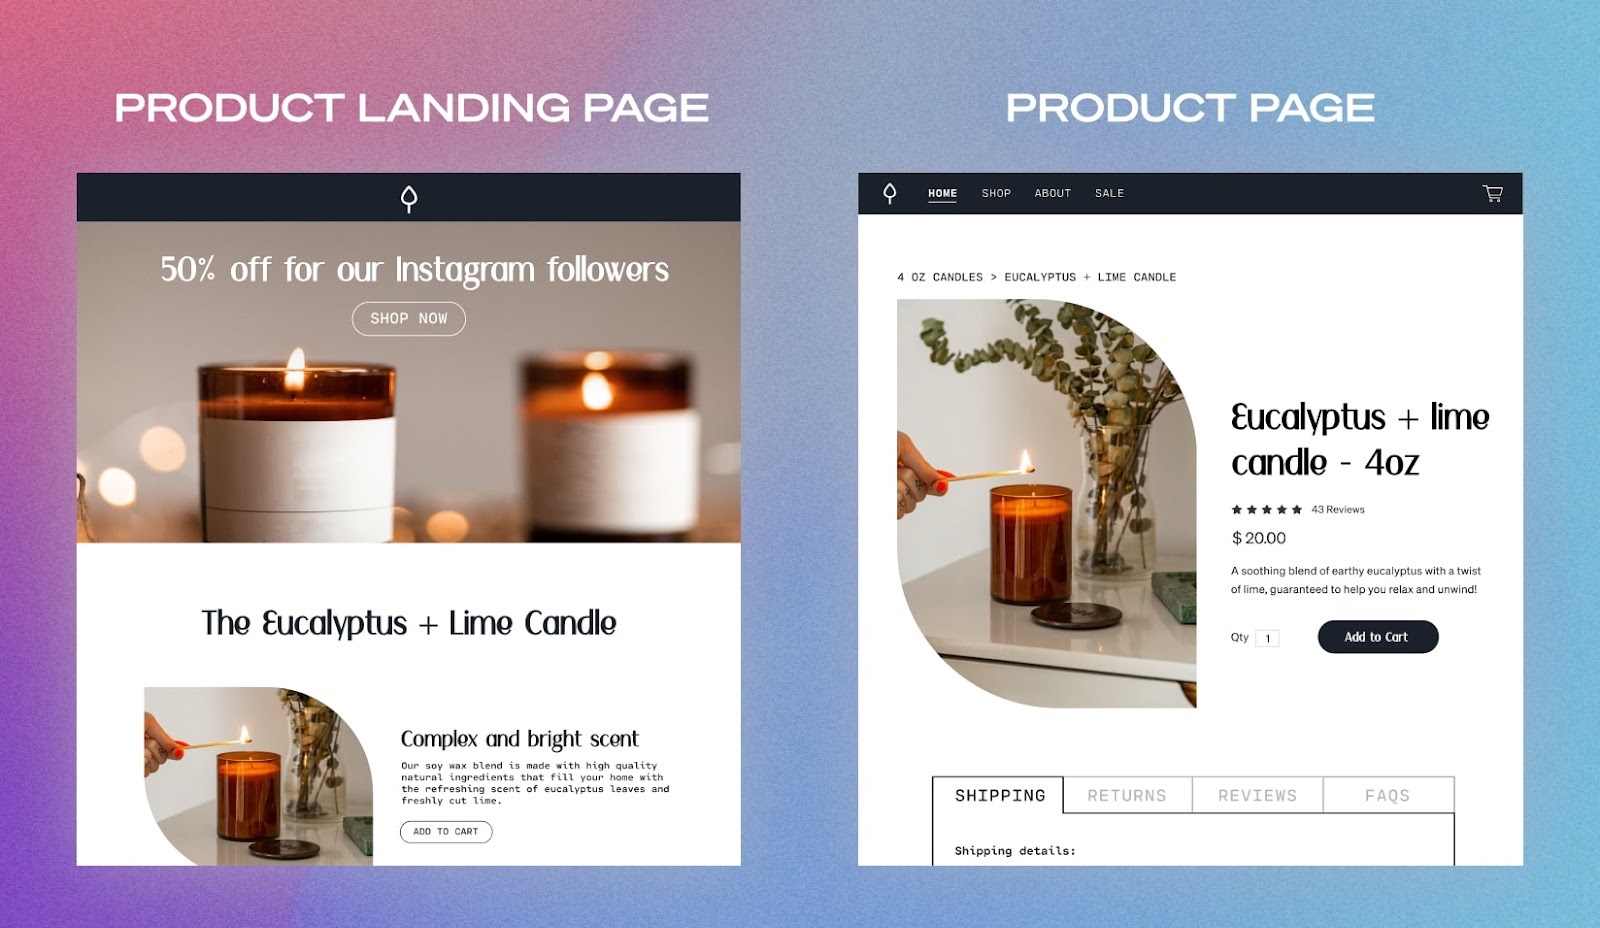 PRODUCT LANDING PAGE
50% off for our Instagram followers
SHOP NOW
The Eucalyptus + Lime Candle
Complex and bright scent
Our soy wax blend is made with high quality
natural ingredients that fill your home with
the refreshing scent of eucalyptus leaves and
freshly cut lime.
ADD TO CART
PRODUCT PAGE
HOME SHOP ABOUT SALE
4 OZ CANDLES > EUCALYPTUS + LIME CANDLE
Eucalyptus + lime
candle - 4oz
43 Reviews
$ 20.00
A soothing blend of earthy eucalyptus with a twist
of lime, guaranteed to help you relax and unwind!
Qty 1 Add to Cart
SHIPPING RETURNS REVIEWS FAQS
Shipping details: